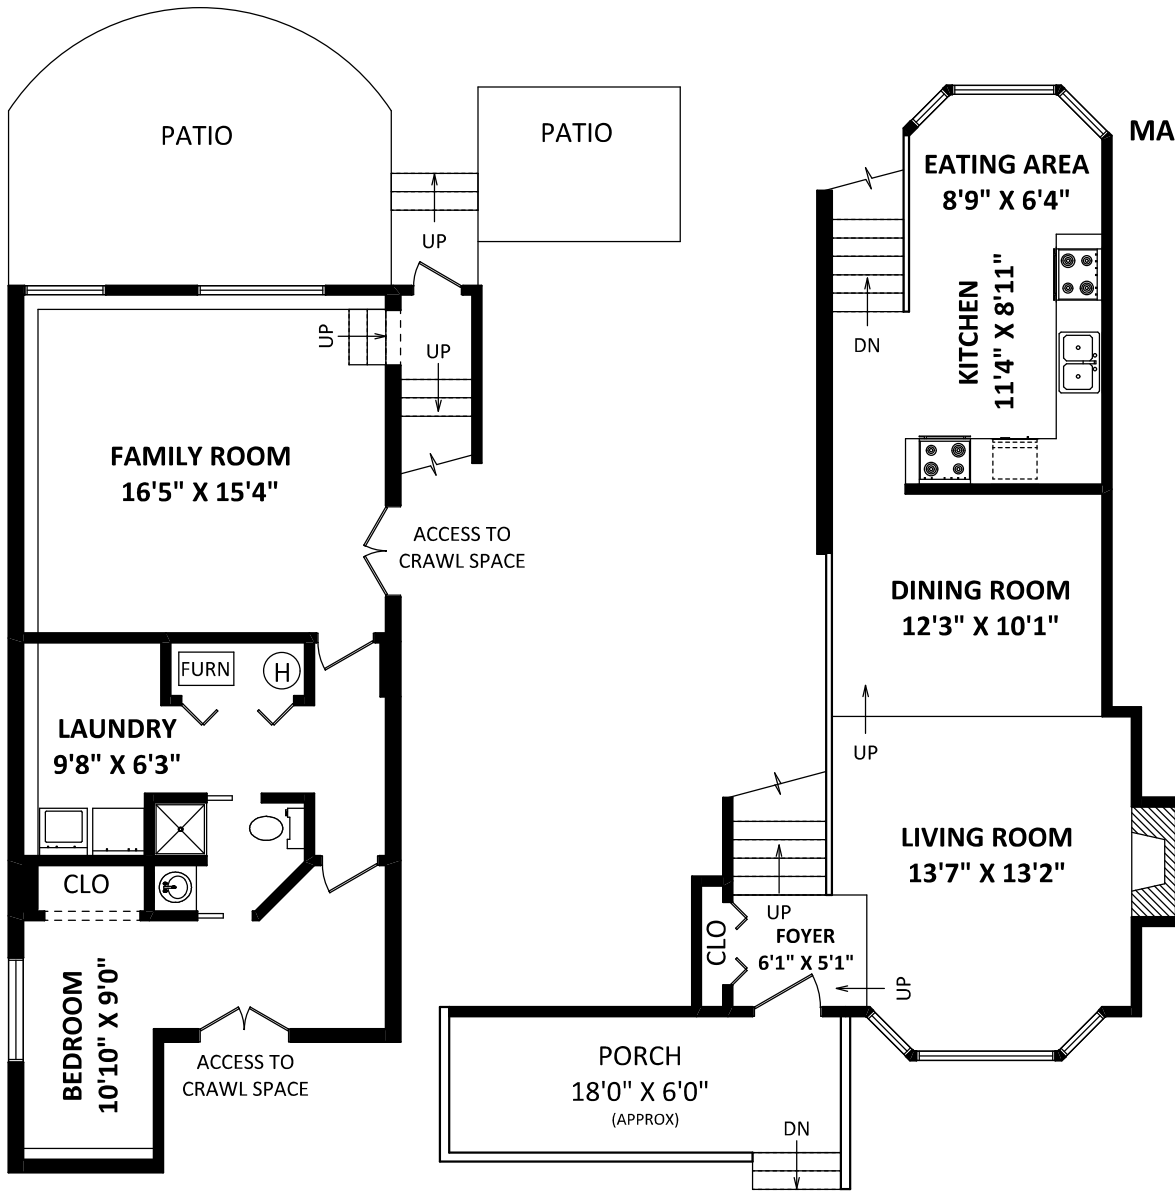 PATIO
PATIO
UP
UP
UP
FAMILY ROOM
16'5" X 15'4"
ACCESS TO
CRAWL SPACE
FURN
H
LAUNDRY
9'8" X 6'3"
CLO
BEDROOM
10'10" X 9'0"
ACCESS TO
CRAWL SPACE
MA
EATING AREA
8'9" X 6'4"
KITCHEN
11'4" X 8'11"
DN
DINING ROOM
12'3" X 10'1"
UP
LIVING ROOM
13'7" X 13'2"
UP
CLO
FOYER
6'1" X 5'1"
UP
PORCH
18'0" X 6'0"
(APPROX)
DN